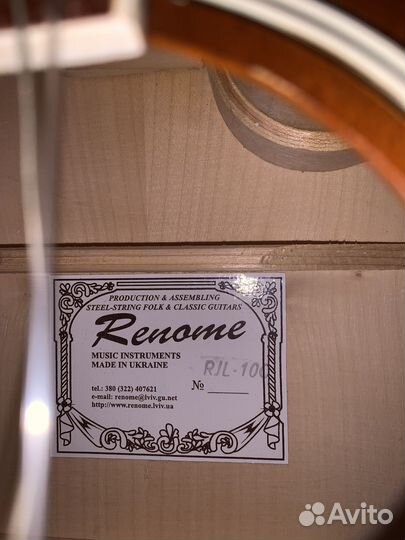 PRODUCTION & ASSEMBLING
STEEL-STRING FOLK & CLASSIC GUITARS
Renome
MUSIC INSTRUMENTS
MADE IN UKRAINE
RJL-100
№
tel.: 380 (322) 407621
e-mail: renome@lviv.gu.net
http://www.renome.lviv.ua
Avito